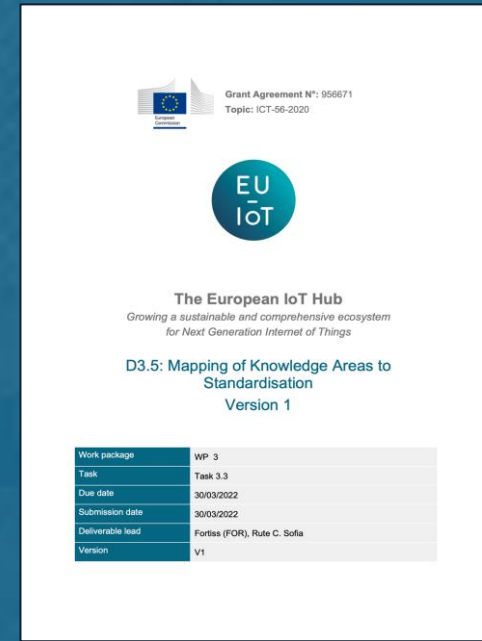 Grant Agreement N°: 956671
Topic: ICT-56-2020
European
Commission
EU
IoT
The European IoT Hub
Growing a sustainable and comprehensive ecosystem
for Next Generation Internet of Things
D3.5: Mapping of Knowledge Areas to
Standardisation
Version 1
Work package WP 3
Task Task 3.3
Due date 30/03/2022
Submission date 30/03/2022
Deliverable lead Fortiss (FOR), Rute C. Sofia
Version V1